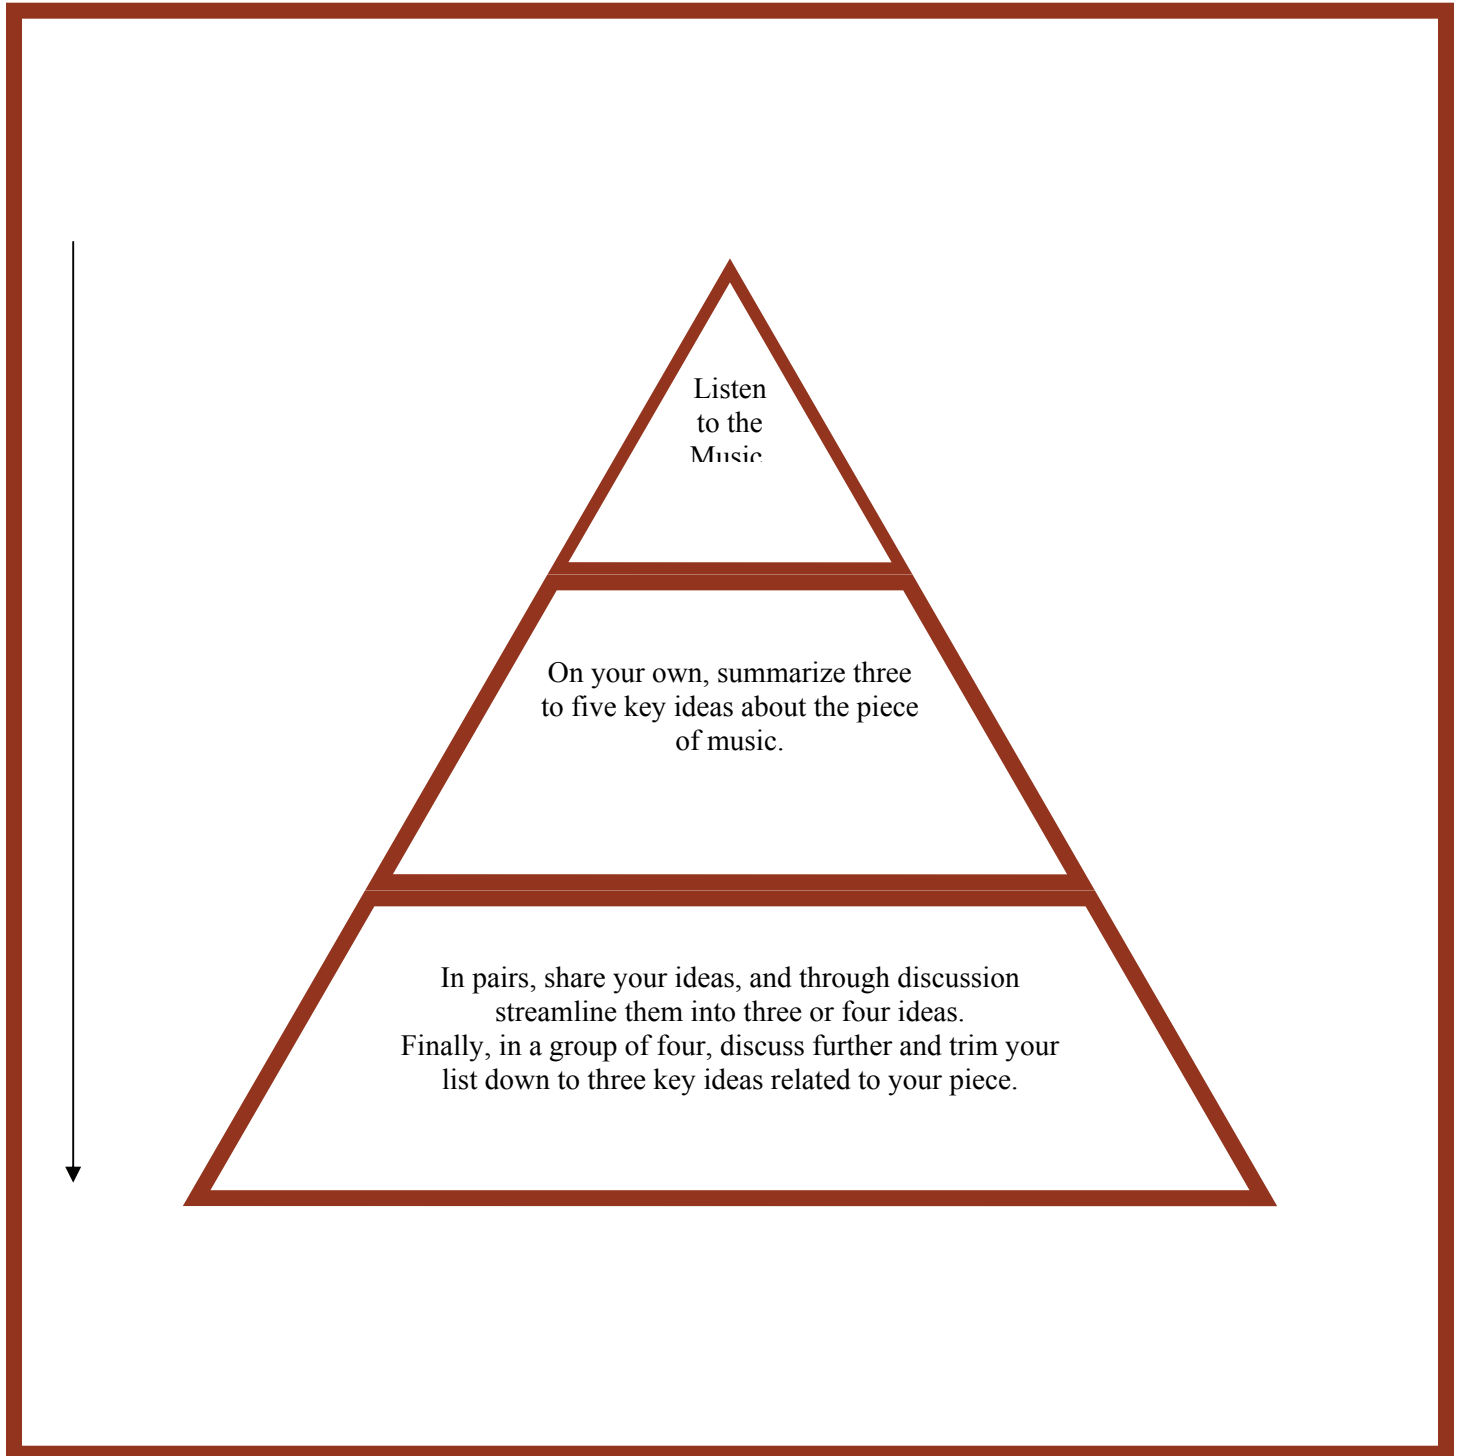 Listen
to the
Music
On your own, summarize three
to five key ideas about the piece
of music.
In pairs, share your ideas, and through discussion
streamline them into three or four ideas.
Finally, in a group of four, discuss further and trim your
list down to three key ideas related to your piece.